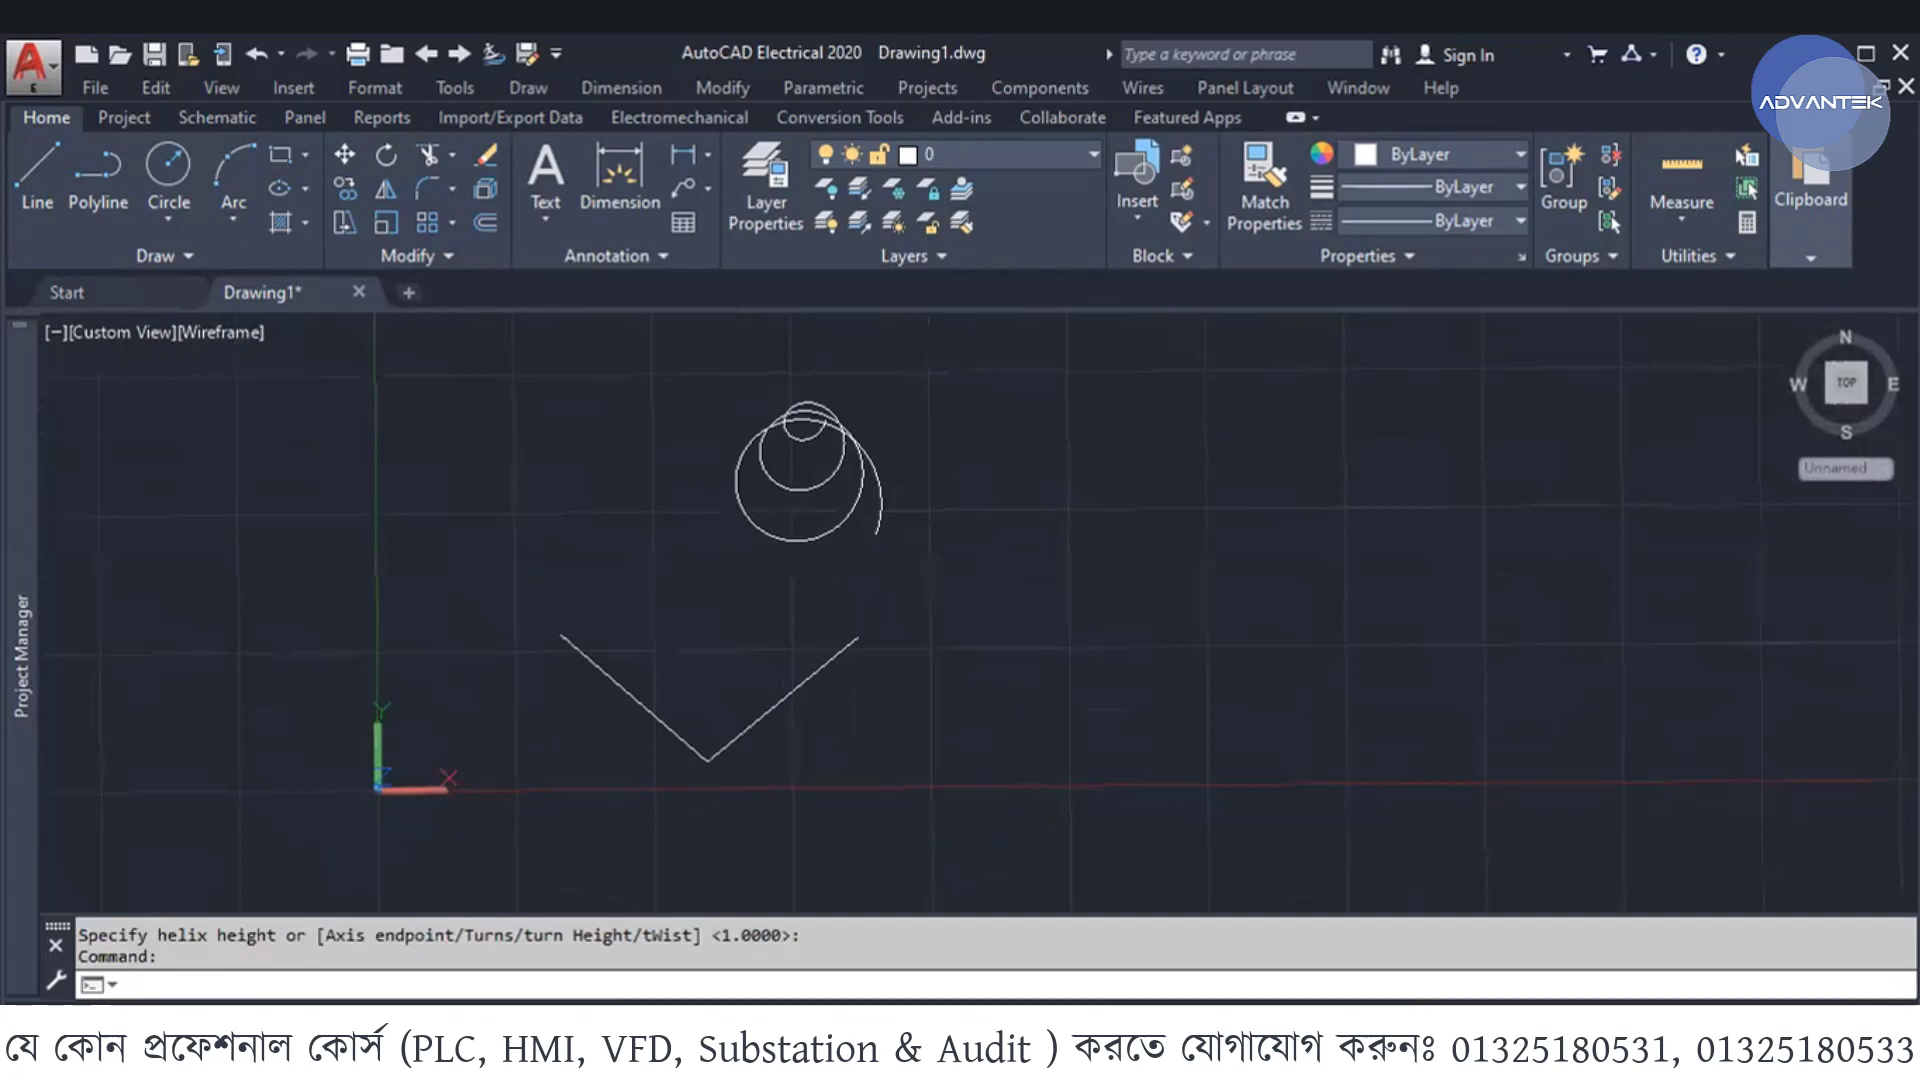 AutoCAD Electrical 2020 Drawing1.dwg
Type a keyword or phrase
Sign In
E
File Edit View Insert Format Tools Draw Dimension Modify Parametric Projects Components Wires Panel Layout Window Help
ADVANTEK
Home Project Schematic Panel Reports Import/Export Data Electromechanical Conversion Tools Add-ins Collaborate Featured Apps
0
ByLayer
ByLayer
ByLayer
Line Polyline Circle Arc
Text Dimension
Layer Properties
Insert
Match Properties
Group
Measure
Clipboard
Draw Modify Annotation Layers Block Properties Groups Utilities
Start Drawing1* +
[−][Custom View][Wireframe]
N
W TOP E
S
Unnamed
Project Manager
Y
Z
X
Specify helix height or [Axis endpoint/Turns/turn Height/tWist] <1.0000>:
Command:
যে কোন প্রফেশনাল কোর্স (PLC, HMI, VFD, Substation & Audit ) করতে যোগাযোগ করুনঃ 01325180531, 01325180533